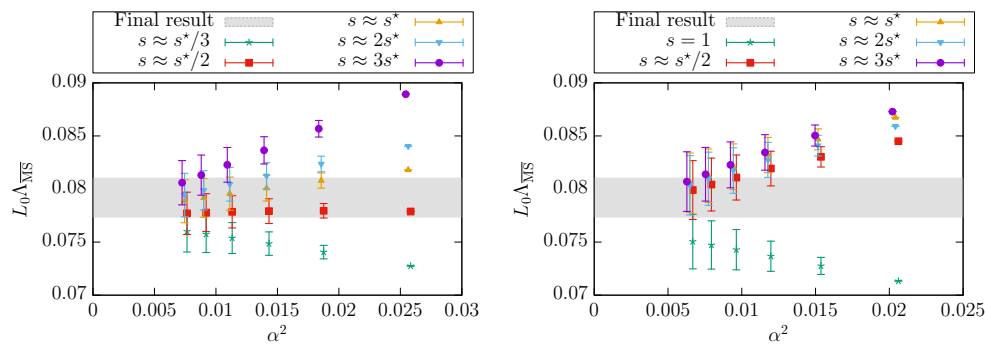 Final result
s ≈ s⋆/3
s ≈ s⋆/2
s ≈ s⋆
s ≈ 2s⋆
s ≈ 3s⋆
0.09
0.085
0.08
0.075
0.07
L₀Λ_M̅S̅
0 0.005 0.01 0.015 0.02 0.025 0.03
α²
Final result
s = 1
s ≈ s⋆/2
s ≈ s⋆
s ≈ 2s⋆
s ≈ 3s⋆
0.09
0.085
0.08
0.075
0.07
L₀Λ_M̅S̅
0 0.005 0.01 0.015 0.02 0.025
α²